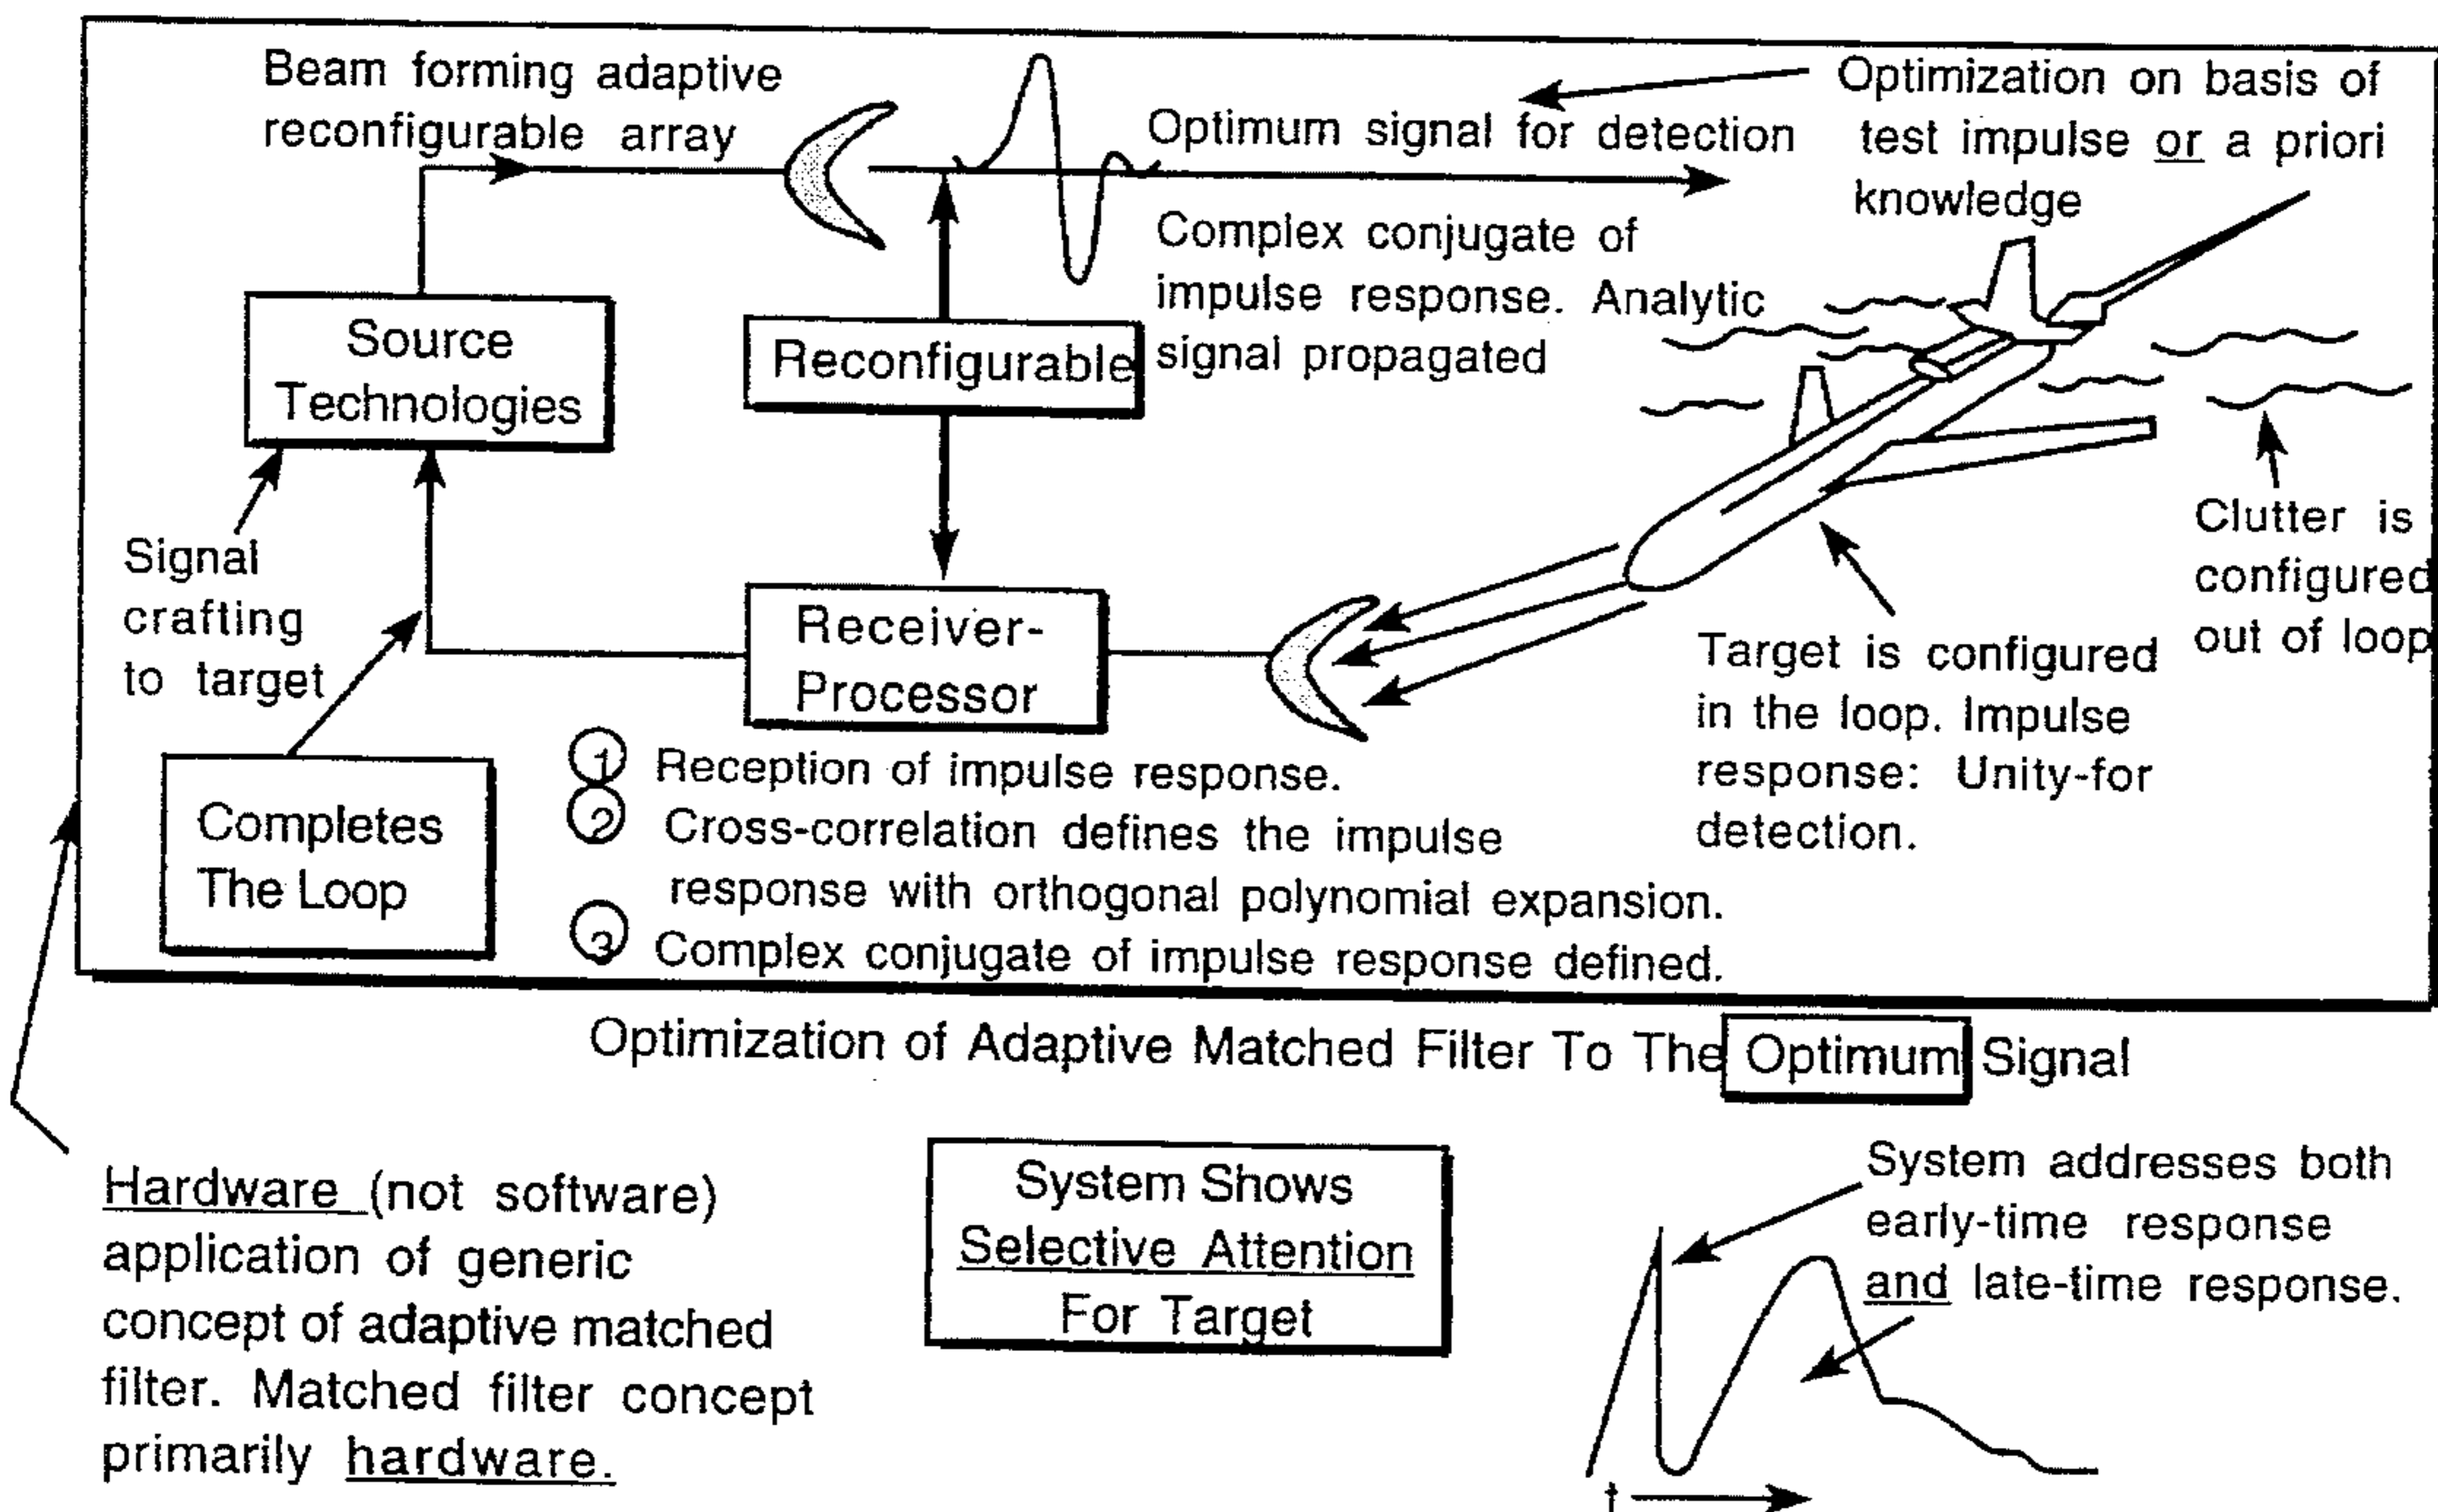 Beam forming adaptive
reconfigurable array
Optimum signal for detection
Optimization on basis of
test impulse or a priori
knowledge
Complex conjugate of
impulse response. Analytic
signal propagated
Source
Technologies
Reconfigurable
Signal
crafting
to target
Receiver-
Processor
Clutter is
configured
out of loop
Target is configured
in the loop. Impulse
response: Unity-for
detection.
Completes
The Loop
1 Reception of impulse response.
2 Cross-correlation defines the impulse
response with orthogonal polynomial expansion.
3 Complex conjugate of impulse response defined.
Optimization of Adaptive Matched Filter To The Optimum Signal
Hardware (not software)
application of generic
concept of adaptive matched
filter. Matched filter concept
primarily hardware.
System Shows
Selective Attention
For Target
System addresses both
early-time response
and late-time response.
t